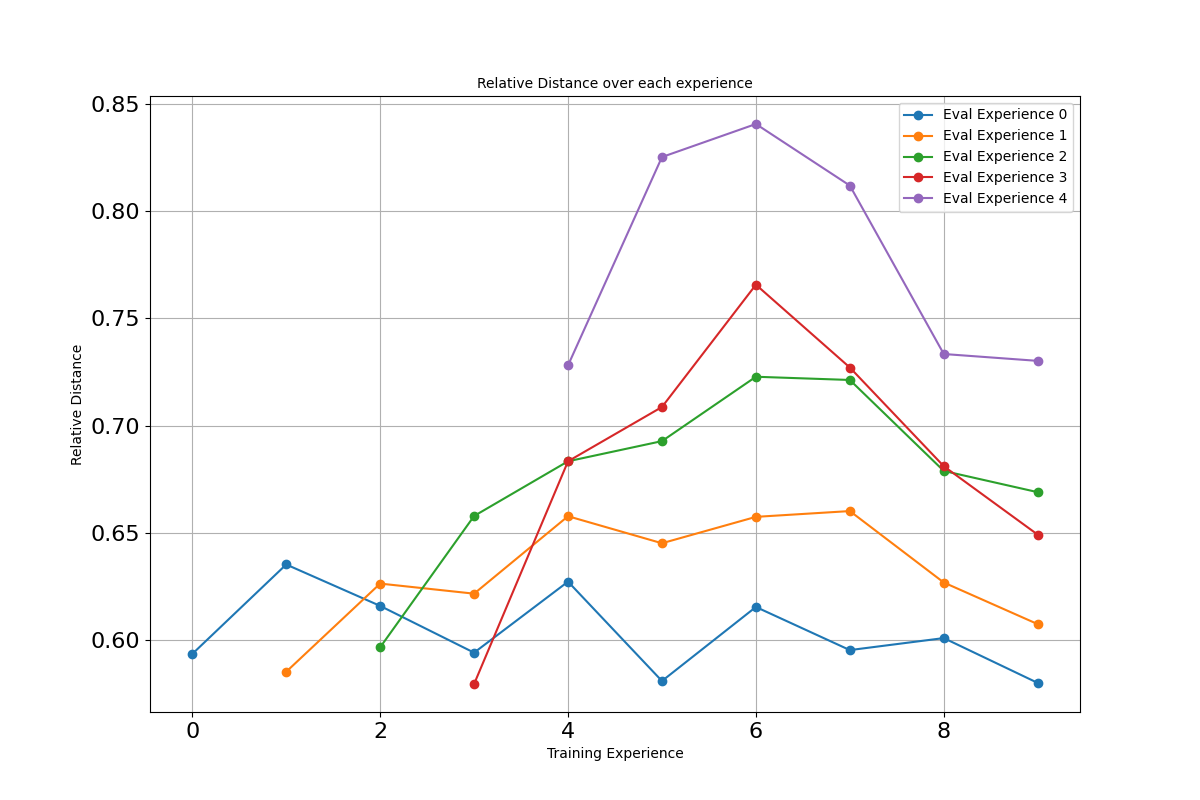 Relative Distance over each experience
0.85
0.80
0.75
0.70
0.65
0.60
Relative Distance
0
2
4
6
8
Training Experience
Eval Experience 0
Eval Experience 1
Eval Experience 2
Eval Experience 3
Eval Experience 4